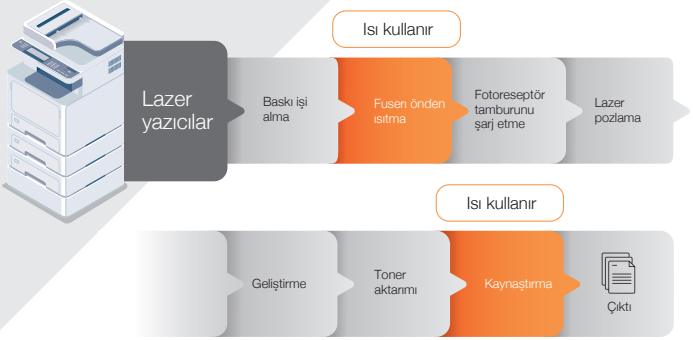 Isı kullanır
Lazer
yazıcılar
Baskı işi
alma
Fuserı önden
ısıtma
Fotoreseptör
tamburunu
şarj etme
Lazer
pozlama
Isı kullanır
Geliştirme
Toner
aktarımı
Kaynaştırma
Çıktı